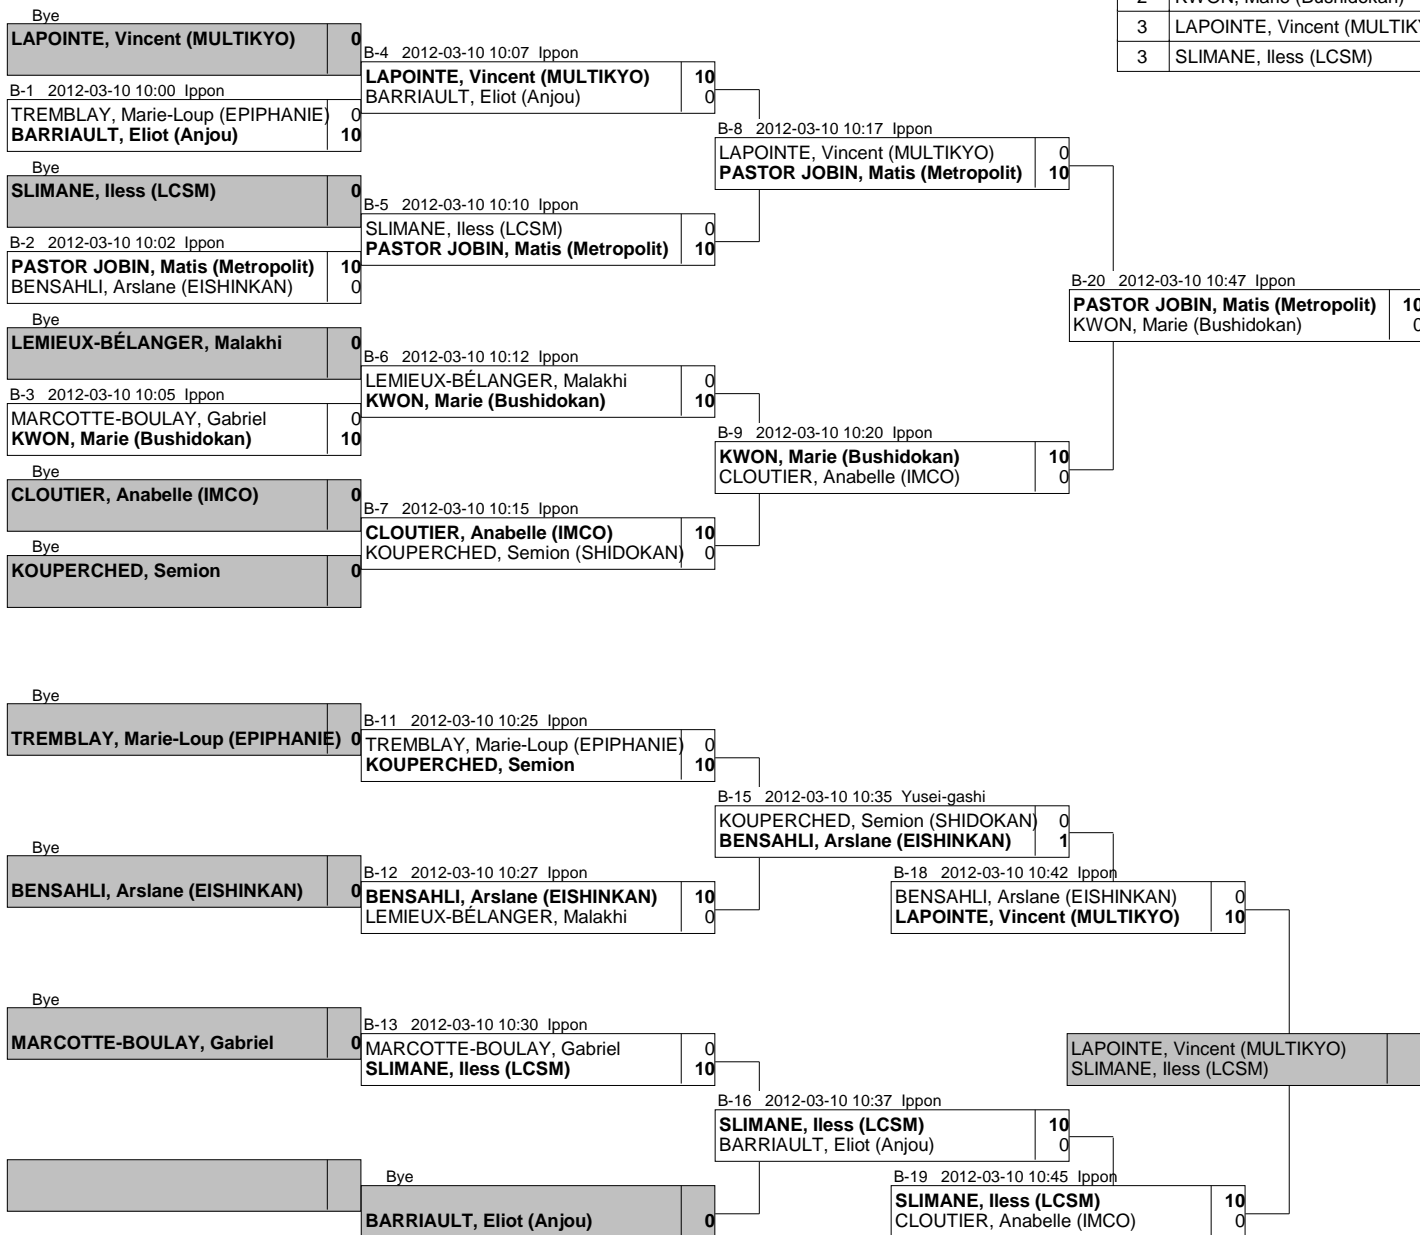 2 KWON, Marie (Bushidokan)
3 LAPOINTE, Vincent (MULTIK
3 SLIMANE, Iless (LCSM)
Bye
LAPOINTE, Vincent (MULTIKYO) 0
B-4 2012-03-10 10:07 Ippon
LAPOINTE, Vincent (MULTIKYO) 10
BARRIAULT, Eliot (Anjou) 0
B-1 2012-03-10 10:00 Ippon
TREMBLAY, Marie-Loup (EPIPHANIE) 0
BARRIAULT, Eliot (Anjou) 10
B-8 2012-03-10 10:17 Ippon
LAPOINTE, Vincent (MULTIKYO) 0
PASTOR JOBIN, Matis (Metropolit) 10
Bye
SLIMANE, Iless (LCSM) 0
B-5 2012-03-10 10:10 Ippon
SLIMANE, Iless (LCSM) 0
PASTOR JOBIN, Matis (Metropolit) 10
B-2 2012-03-10 10:02 Ippon
PASTOR JOBIN, Matis (Metropolit) 10
BENSAHLI, Arslane (EISHINKAN) 0
B-20 2012-03-10 10:47 Ippon
PASTOR JOBIN, Matis (Metropolit) 10
KWON, Marie (Bushidokan) 0
Bye
LEMIEUX-BÉLANGER, Malakhi 0
B-6 2012-03-10 10:12 Ippon
LEMIEUX-BÉLANGER, Malakhi 0
KWON, Marie (Bushidokan) 10
B-3 2012-03-10 10:05 Ippon
MARCOTTE-BOULAY, Gabriel 0
KWON, Marie (Bushidokan) 10
B-9 2012-03-10 10:20 Ippon
KWON, Marie (Bushidokan) 10
CLOUTIER, Anabelle (IMCO) 0
Bye
CLOUTIER, Anabelle (IMCO) 0
B-7 2012-03-10 10:15 Ippon
CLOUTIER, Anabelle (IMCO) 10
KOUPERCHED, Semion (SHIDOKAN) 0
Bye
KOUPERCHED, Semion 0
Bye
TREMBLAY, Marie-Loup (EPIPHANIE) 0
B-11 2012-03-10 10:25 Ippon
TREMBLAY, Marie-Loup (EPIPHANIE) 0
KOUPERCHED, Semion 10
B-15 2012-03-10 10:35 Yusei-gashi
KOUPERCHED, Semion (SHIDOKAN) 0
BENSAHLI, Arslane (EISHINKAN) 1
Bye
BENSAHLI, Arslane (EISHINKAN) 0
B-12 2012-03-10 10:27 Ippon
BENSAHLI, Arslane (EISHINKAN) 10
LEMIEUX-BÉLANGER, Malakhi 0
B-18 2012-03-10 10:42 Ippon
BENSAHLI, Arslane (EISHINKAN) 0
LAPOINTE, Vincent (MULTIKYO) 10
Bye
MARCOTTE-BOULAY, Gabriel 0
B-13 2012-03-10 10:30 Ippon
MARCOTTE-BOULAY, Gabriel 0
SLIMANE, Iless (LCSM) 10
LAPOINTE, Vincent (MULTIKYO)
SLIMANE, Iless (LCSM)
B-16 2012-03-10 10:37 Ippon
SLIMANE, Iless (LCSM) 10
BARRIAULT, Eliot (Anjou) 0
Bye
BARRIAULT, Eliot (Anjou) 0
B-19 2012-03-10 10:45 Ippon
SLIMANE, Iless (LCSM) 10
CLOUTIER, Anabelle (IMCO) 0